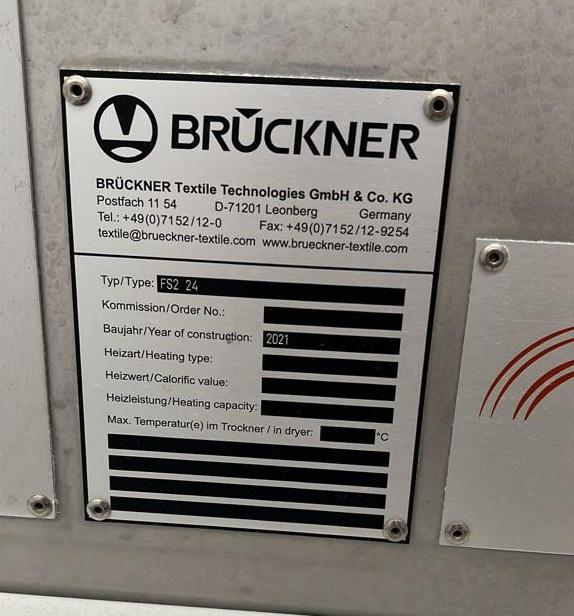 BRÜCKNER
BRÜCKNER Textile Technologies GmbH & Co. KG
Postfach 11 54 D-71201 Leonberg Germany
Tel.: +49(0)7152/12-0 Fax: +49(0)7152/12-9254
textile@brueckner-textile.com www.brueckner-textile.com
Typ/Type: FS2 24
Kommission/Order No.:
Baujahr/Year of construction: 2021
Heizart/Heating type:
Heizwert/Calorific value:
Heizleistung/Heating capacity:
Max. Temperatur(e) im Trockner / in dryer: °C